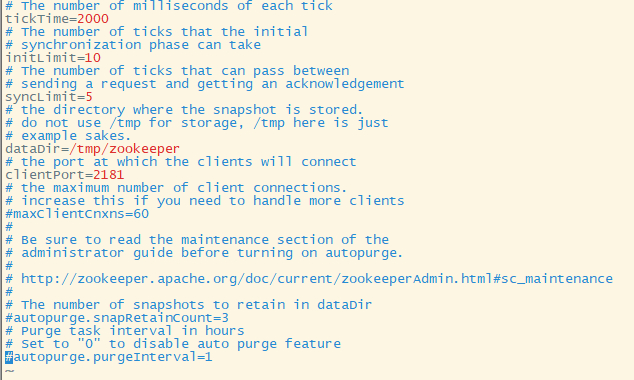 # The number of milliseconds of each tick
tickTime=2000
# The number of ticks that the initial
# synchronization phase can take
initLimit=10
# The number of ticks that can pass between
# sending a request and getting an acknowledgement
syncLimit=5
# the directory where the snapshot is stored.
# do not use /tmp for storage, /tmp here is just
# example sakes.
dataDir=/tmp/zookeeper
# the port at which the clients will connect
clientPort=2181
# the maximum number of client connections.
# increase this if you need to handle more clients
#maxClientCnxns=60
#
# Be sure to read the maintenance section of the
# administrator guide before turning on autopurge.
#
# http://zookeeper.apache.org/doc/current/zookeeperAdmin.html#sc_maintenance
#
# The number of snapshots to retain in dataDir
#autopurge.snapRetainCount=3
# Purge task interval in hours
# Set to "0" to disable auto purge feature
#autopurge.purgeInterval=1
~